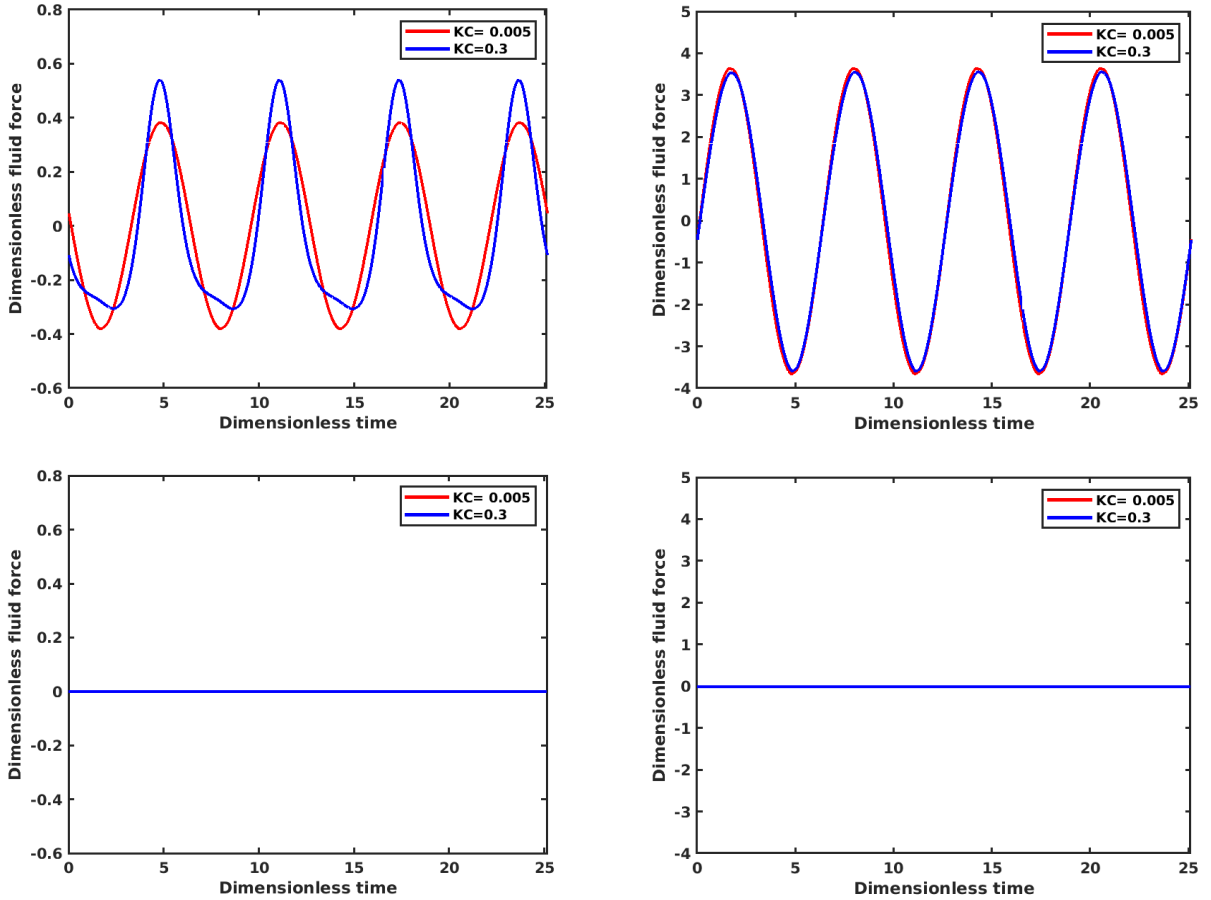 0.8
0.6
0.4
0.2
0
-0.2
-0.4
-0.6
Dimensionless fluid force
KC= 0.005
KC=0.3
0 5 10 15 20 25
Dimensionless time
5
4
3
2
1
0
-1
-2
-3
-4
Dimensionless fluid force
KC= 0.005
KC=0.3
0 5 10 15 20 25
Dimensionless time
0.8
0.6
0.4
0.2
0
-0.2
-0.4
-0.6
Dimensionless fluid force
KC= 0.005
KC=0.3
0 5 10 15 20 25
Dimensionless time
5
4
3
2
1
0
-1
-2
-3
-4
Dimensionless fluid force
KC= 0.005
KC=0.3
0 5 10 15 20 25
Dimensionless time